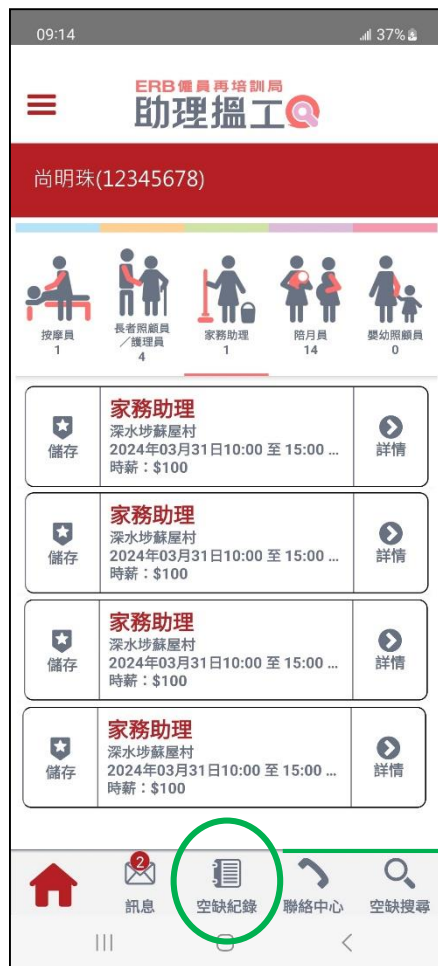 09:14
37%
ERB僱員再培訓局
助理搵工
尚明珠(12345678)
按摩員
1
長者照顧員
／護理員
4
家務助理
1
陪月員
14
嬰幼照顧員
0
家務助理
深水埗蘇屋村
2024年03月31日10:00 至 15:00 ...
時薪：$100
儲存
詳情
家務助理
深水埗蘇屋村
2024年03月31日10:00 至 15:00 ...
時薪：$100
儲存
詳情
家務助理
深水埗蘇屋村
2024年03月31日10:00 至 15:00 ...
時薪：$100
儲存
詳情
家務助理
深水埗蘇屋村
2024年03月31日10:00 至 15:00 ...
時薪：$100
儲存
詳情
2
訊息
空缺紀錄
聯絡中心
空缺搜尋